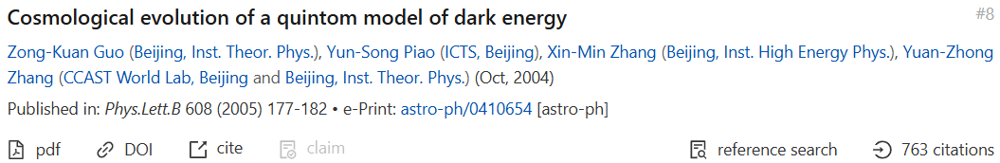 Cosmological evolution of a quintom model of dark energy #8
Zong-Kuan Guo (Beijing, Inst. Theor. Phys.), Yun-Song Piao (ICTS, Beijing), Xin-Min Zhang (Beijing, Inst. High Energy Phys.), Yuan-Zhong
Zhang (CCAST World Lab, Beijing and Beijing, Inst. Theor. Phys.) (Oct, 2004)
Published in: Phys.Lett.B 608 (2005) 177-182 • e-Print: astro-ph/0410654 [astro-ph]
pdf DOI cite claim reference search 763 citations